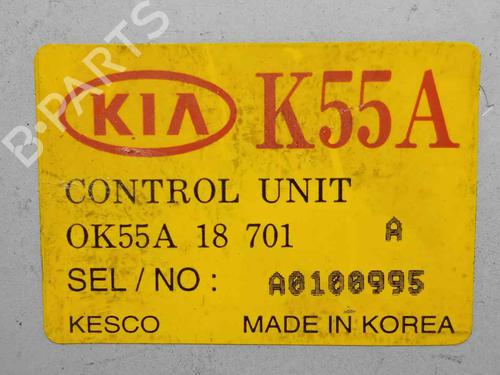 KIA K55A
CONTROL UNIT
OK55A 18 701 A
SEL / NO : A0100995
KESCO MADE IN KOREA
B-PARTS